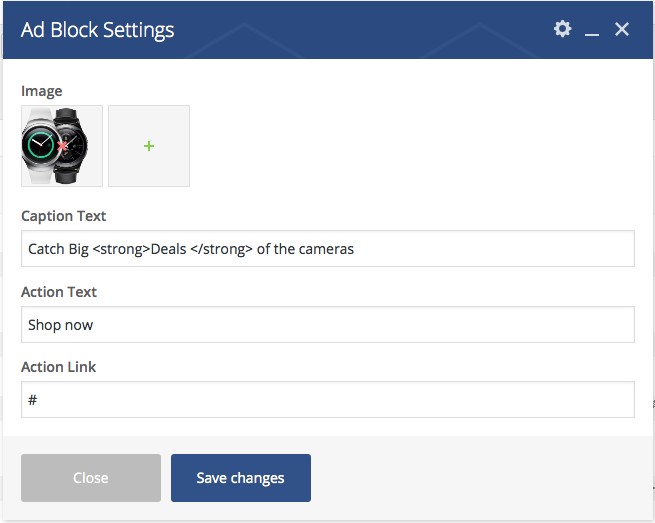 Ad Block Settings
Image
+
Caption Text
Catch Big <strong>Deals </strong> of the cameras
Action Text
Shop now
Action Link
#
Close
Save changes